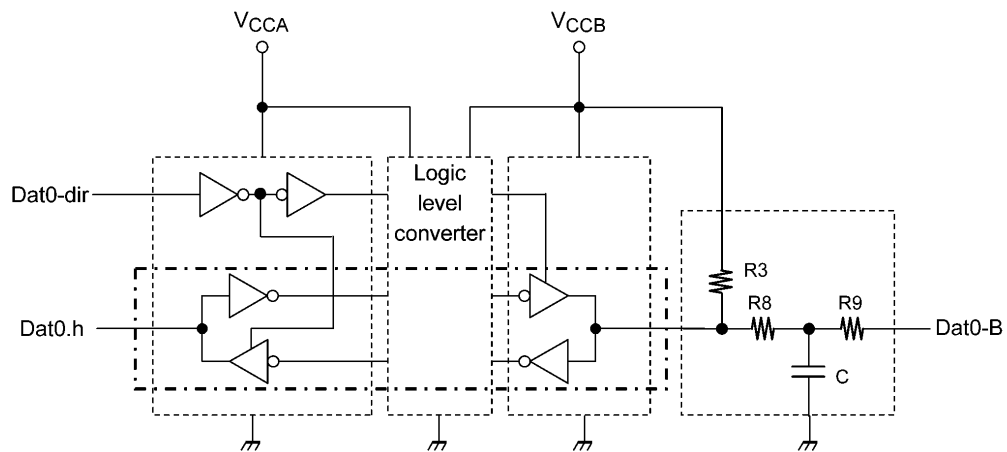 VCCA
VCCB
Dat0-dir
Logic
level
converter
R3
R8
R9
Dat0.h
Dat0-B
C